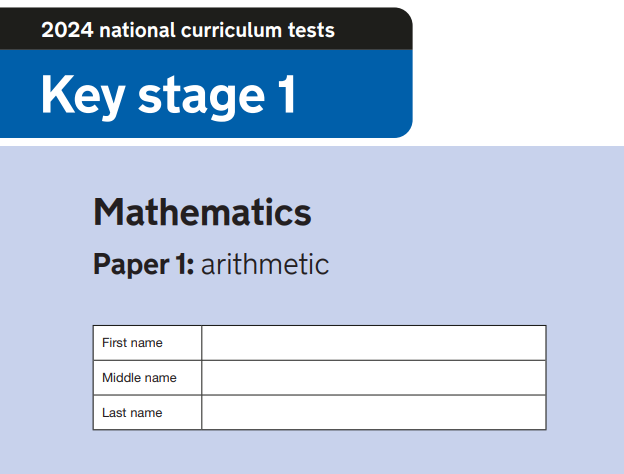 2024 national curriculum tests
Key stage 1
Mathematics
Paper 1: arithmetic
First name
Middle name
Last name